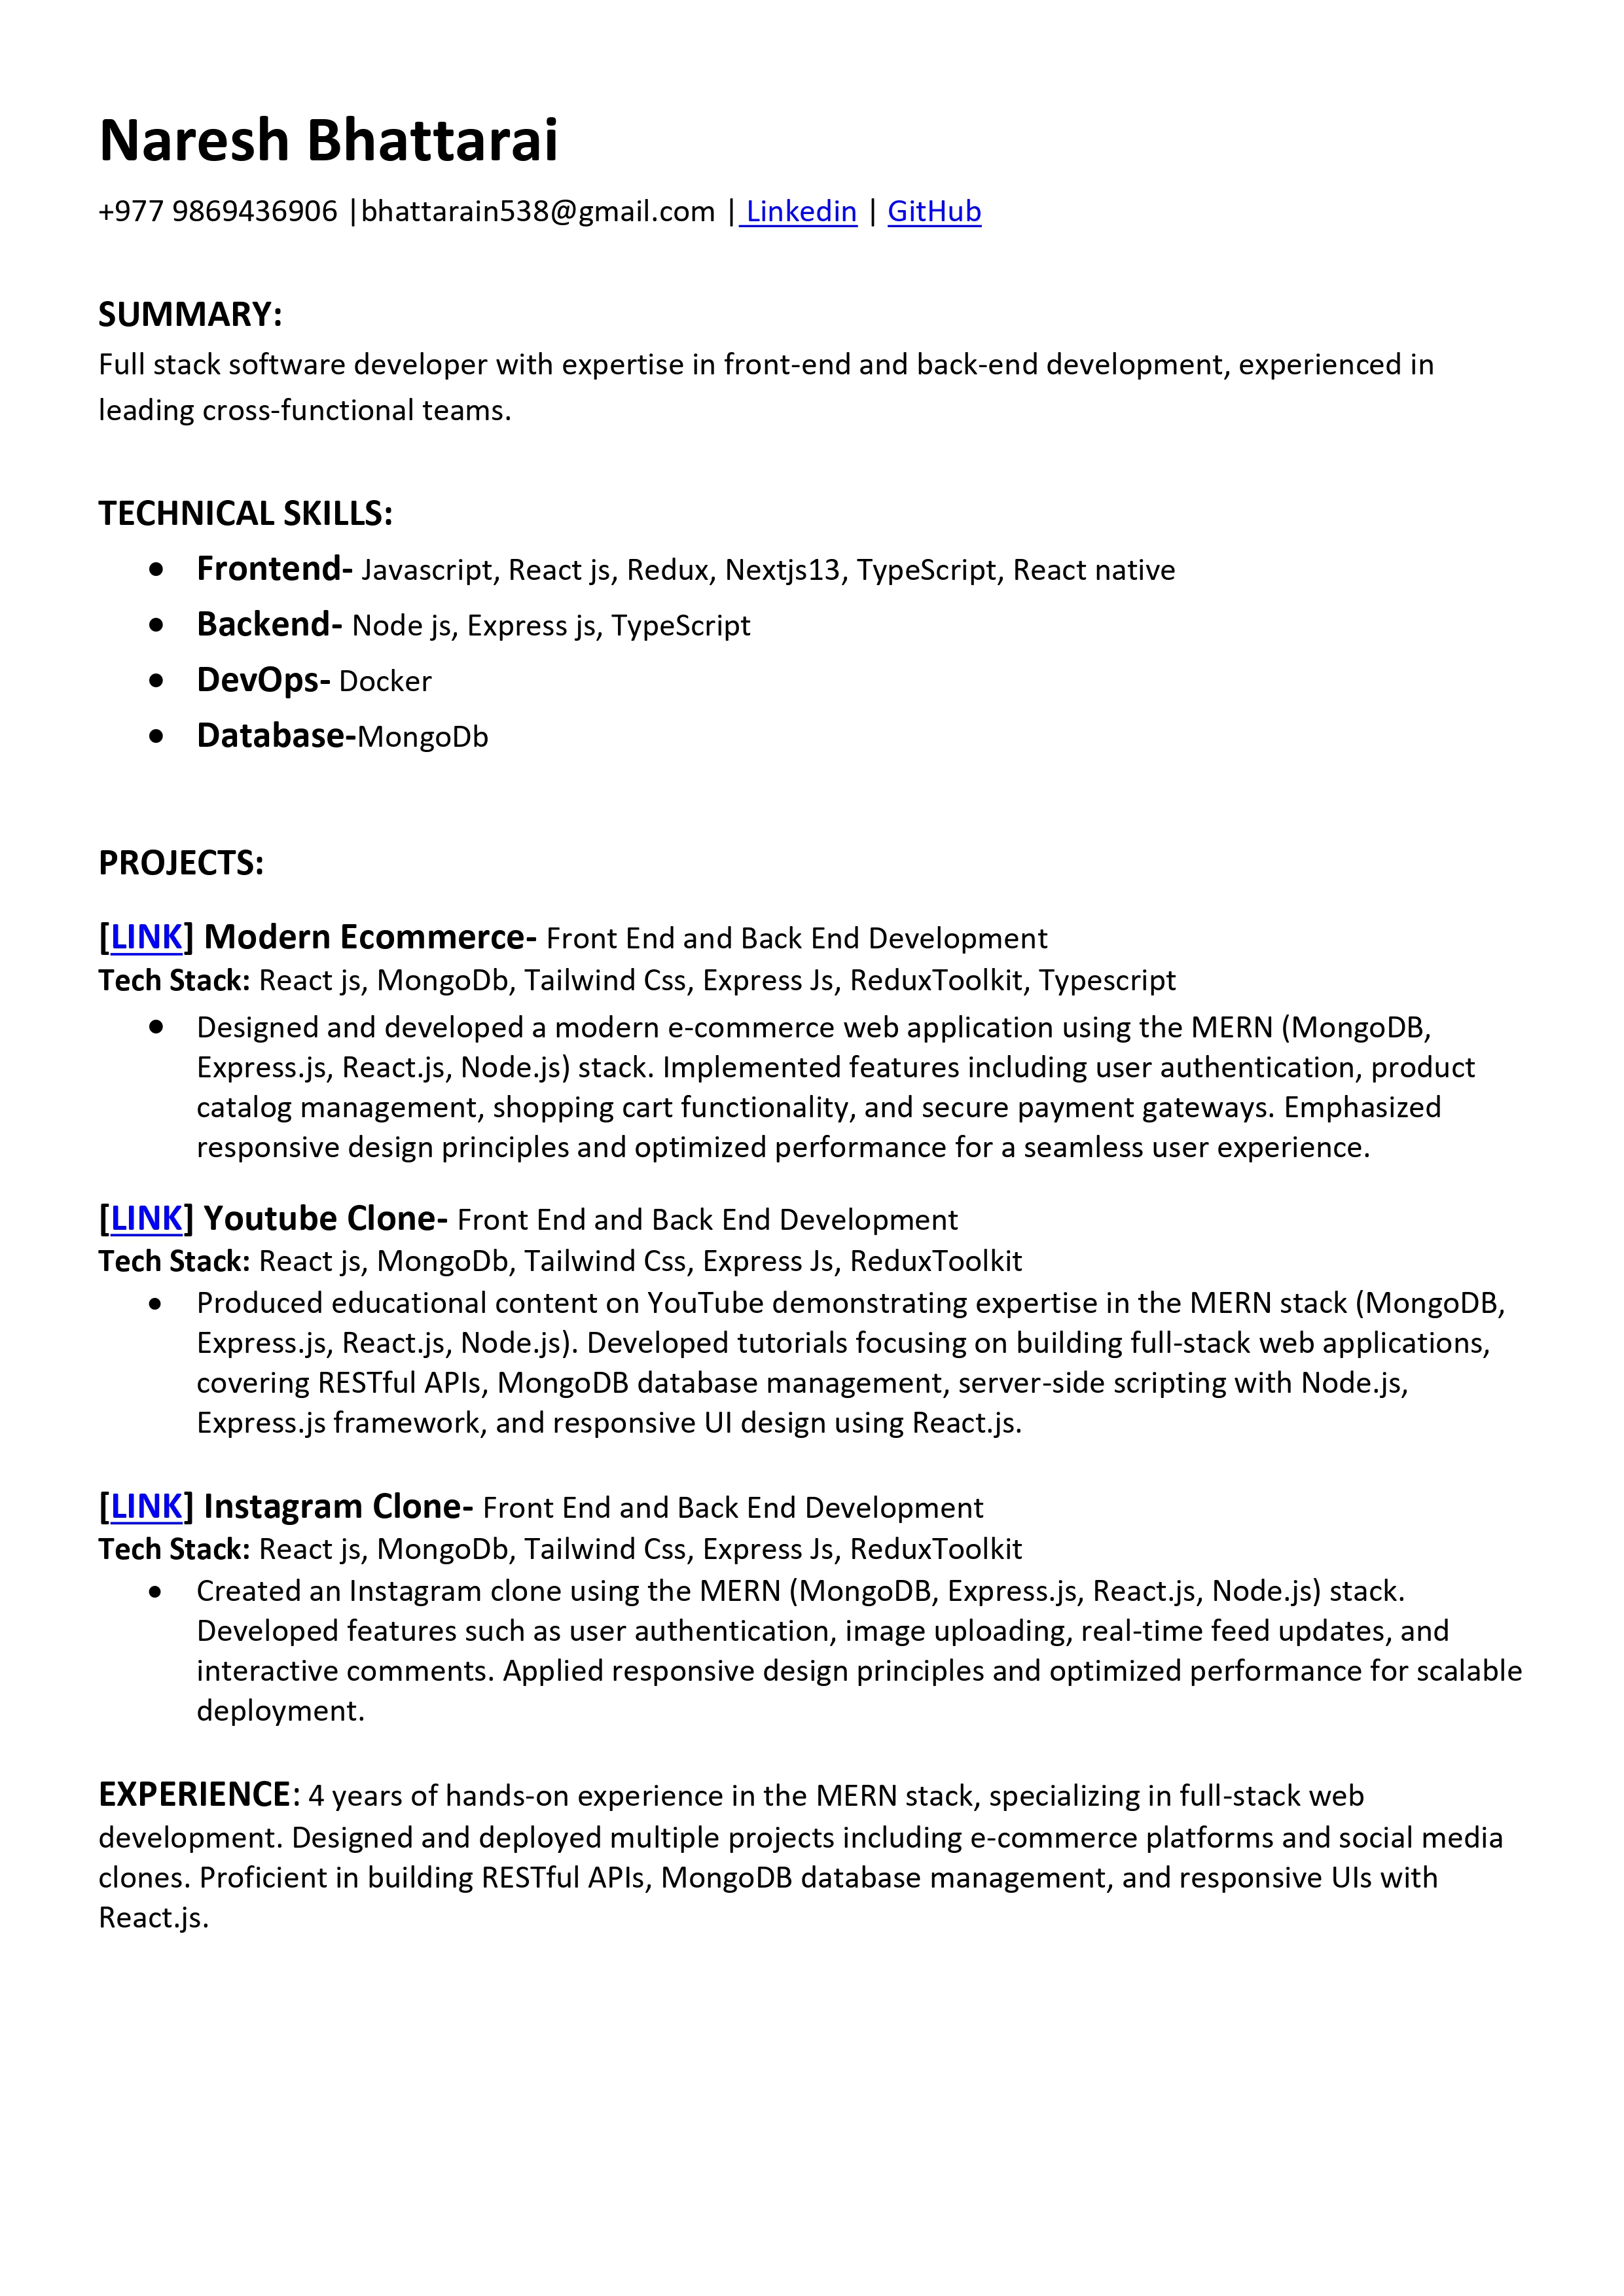 Naresh Bhattarai
+977 9869436906 |bhattarain538@gmail.com | Linkedin | GitHub
SUMMARY:
Full stack software developer with expertise in front-end and back-end development, experienced in
leading cross-functional teams.
TECHNICAL SKILLS:
• Frontend- Javascript, React js, Redux, Nextjs13, TypeScript, React native
• Backend- Node js, Express js, TypeScript
• DevOps- Docker
• Database-MongoDb
PROJECTS:
[LINK] Modern Ecommerce- Front End and Back End Development
Tech Stack: React js, MongoDb, Tailwind Css, Express Js, ReduxToolkit, Typescript
• Designed and developed a modern e-commerce web application using the MERN (MongoDB,
Express.js, React.js, Node.js) stack. Implemented features including user authentication, product
catalog management, shopping cart functionality, and secure payment gateways. Emphasized
responsive design principles and optimized performance for a seamless user experience.
[LINK] Youtube Clone- Front End and Back End Development
Tech Stack: React js, MongoDb, Tailwind Css, Express Js, ReduxToolkit
• Produced educational content on YouTube demonstrating expertise in the MERN stack (MongoDB,
Express.js, React.js, Node.js). Developed tutorials focusing on building full-stack web applications,
covering RESTful APIs, MongoDB database management, server-side scripting with Node.js,
Express.js framework, and responsive UI design using React.js.
[LINK] Instagram Clone- Front End and Back End Development
Tech Stack: React js, MongoDb, Tailwind Css, Express Js, ReduxToolkit
• Created an Instagram clone using the MERN (MongoDB, Express.js, React.js, Node.js) stack.
Developed features such as user authentication, image uploading, real-time feed updates, and
interactive comments. Applied responsive design principles and optimized performance for scalable
deployment.
EXPERIENCE: 4 years of hands-on experience in the MERN stack, specializing in full-stack web
development. Designed and deployed multiple projects including e-commerce platforms and social media
clones. Proficient in building RESTful APIs, MongoDB database management, and responsive UIs with
React.js.